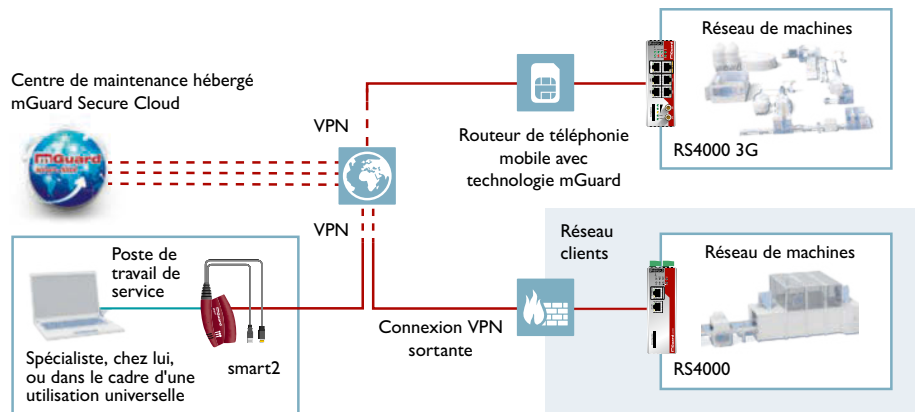 Centre de maintenance hébergé
mGuard Secure Cloud
mGuard
VPN
Routeur de téléphonie
mobile avec
technologie mGuard
Réseau de machines
RS4000 3G
VPN
Poste de
travail de
service
Spécialiste, chez lui,
ou dans le cadre d'une
utilisation universelle
smart2
Connexion VPN
sortante
Réseau
clients
Réseau de machines
RS4000